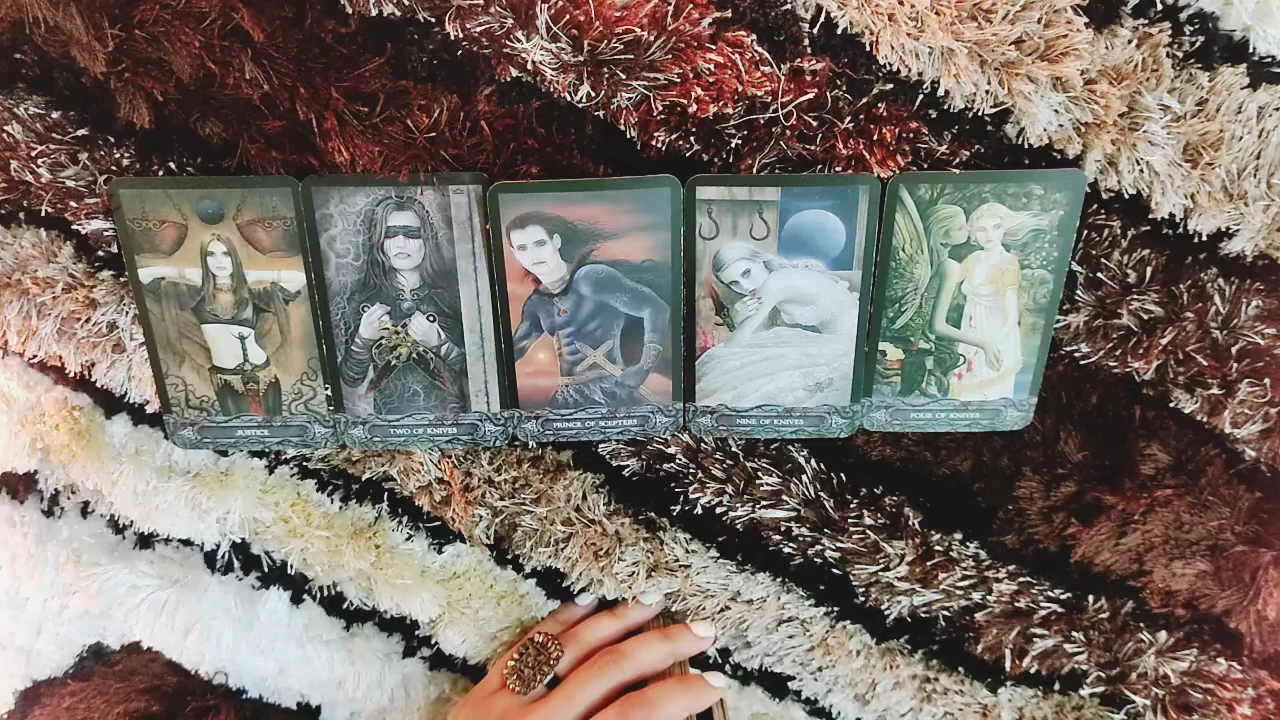 JUSTICE
TWO OF KNIVES
PRINCE OF SCEPTERS
NINE OF KNIVES
FOUR OF KNIVES